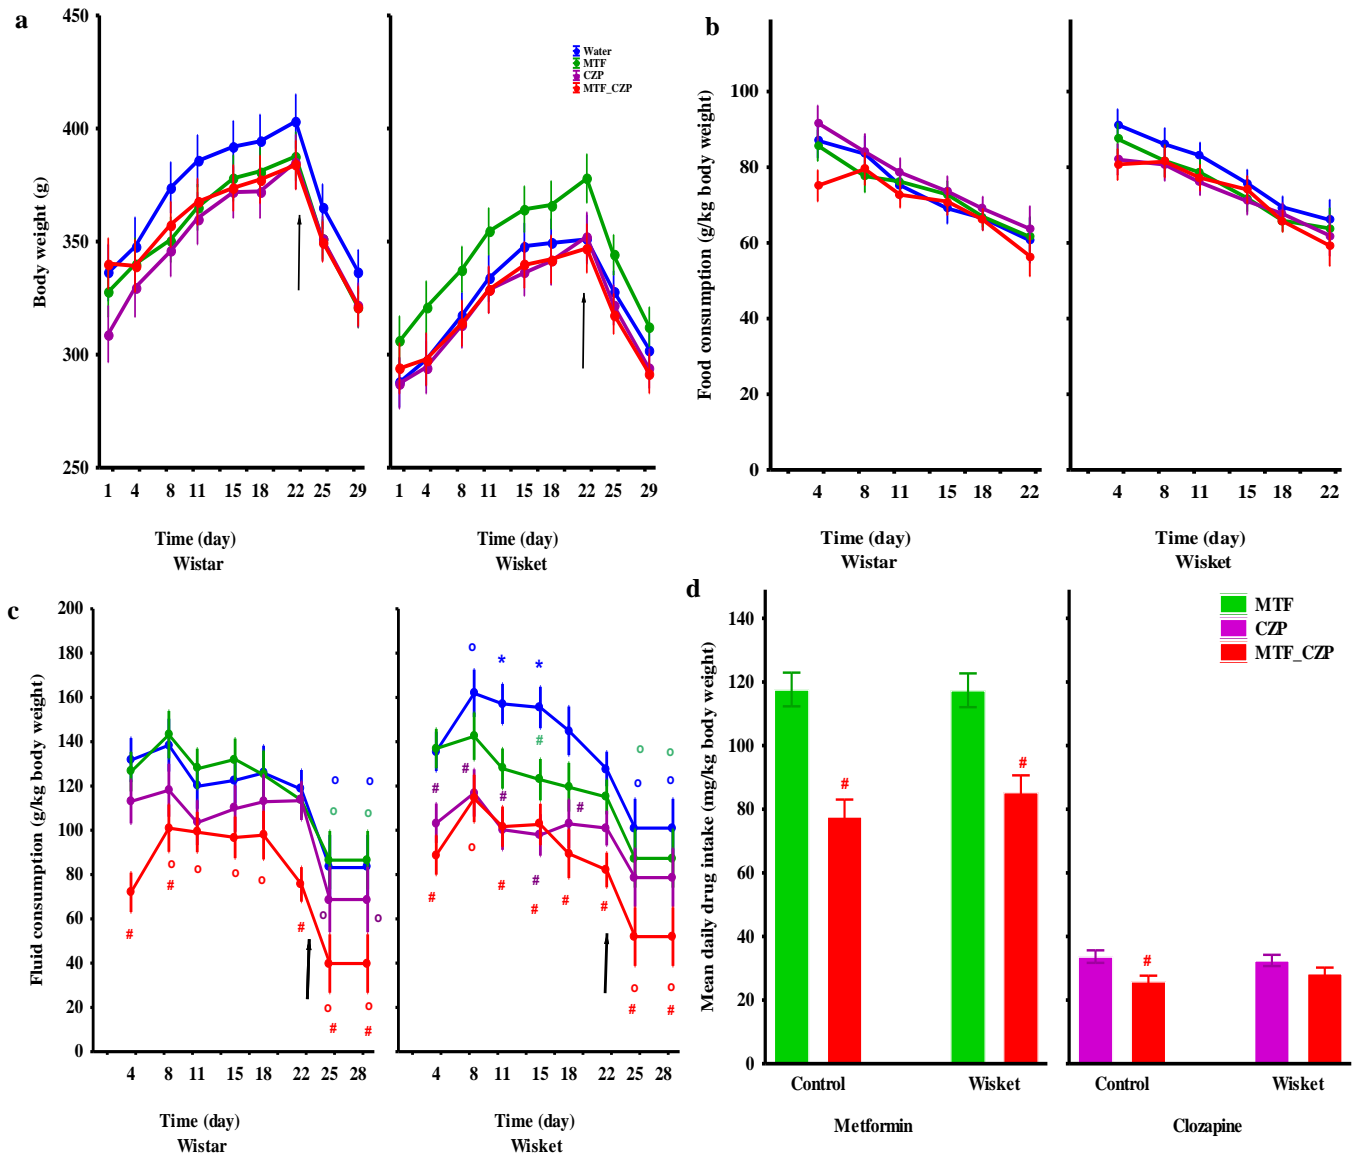 a
Body weight (g)
450
400
350
300
250
Water
MTF
CZP
MTF_CZP
1 4 8 11 15 18 22 25 29
1 4 8 11 15 18 22 25 29
Time (day)
Wistar
Time (day)
Wisket
b
Food consumption (g/kg body weight)
100
80
60
40
20
0
4 8 11 15 18 22
4 8 11 15 18 22
Time (day)
Wistar
Time (day)
Wisket
c
Fluid consumption (g/kg body weight)
200
180
160
140
120
100
80
60
40
20
0
o * *
# o o
o o # # # # o o
o o
o o o o # # o
# # # # #
o o
# #
o o o o
# # # #
4 8 11 15 18 22 25 28
4 8 11 15 18 22 25 28
Time (day)
Wistar
Time (day)
Wisket
d
Mean daily drug intake (mg/kg body weight)
140
120
100
80
60
40
20
0
MTF
CZP
MTF_CZP
# # #
Control Wisket
Control Wisket
Metformin
Clozapine